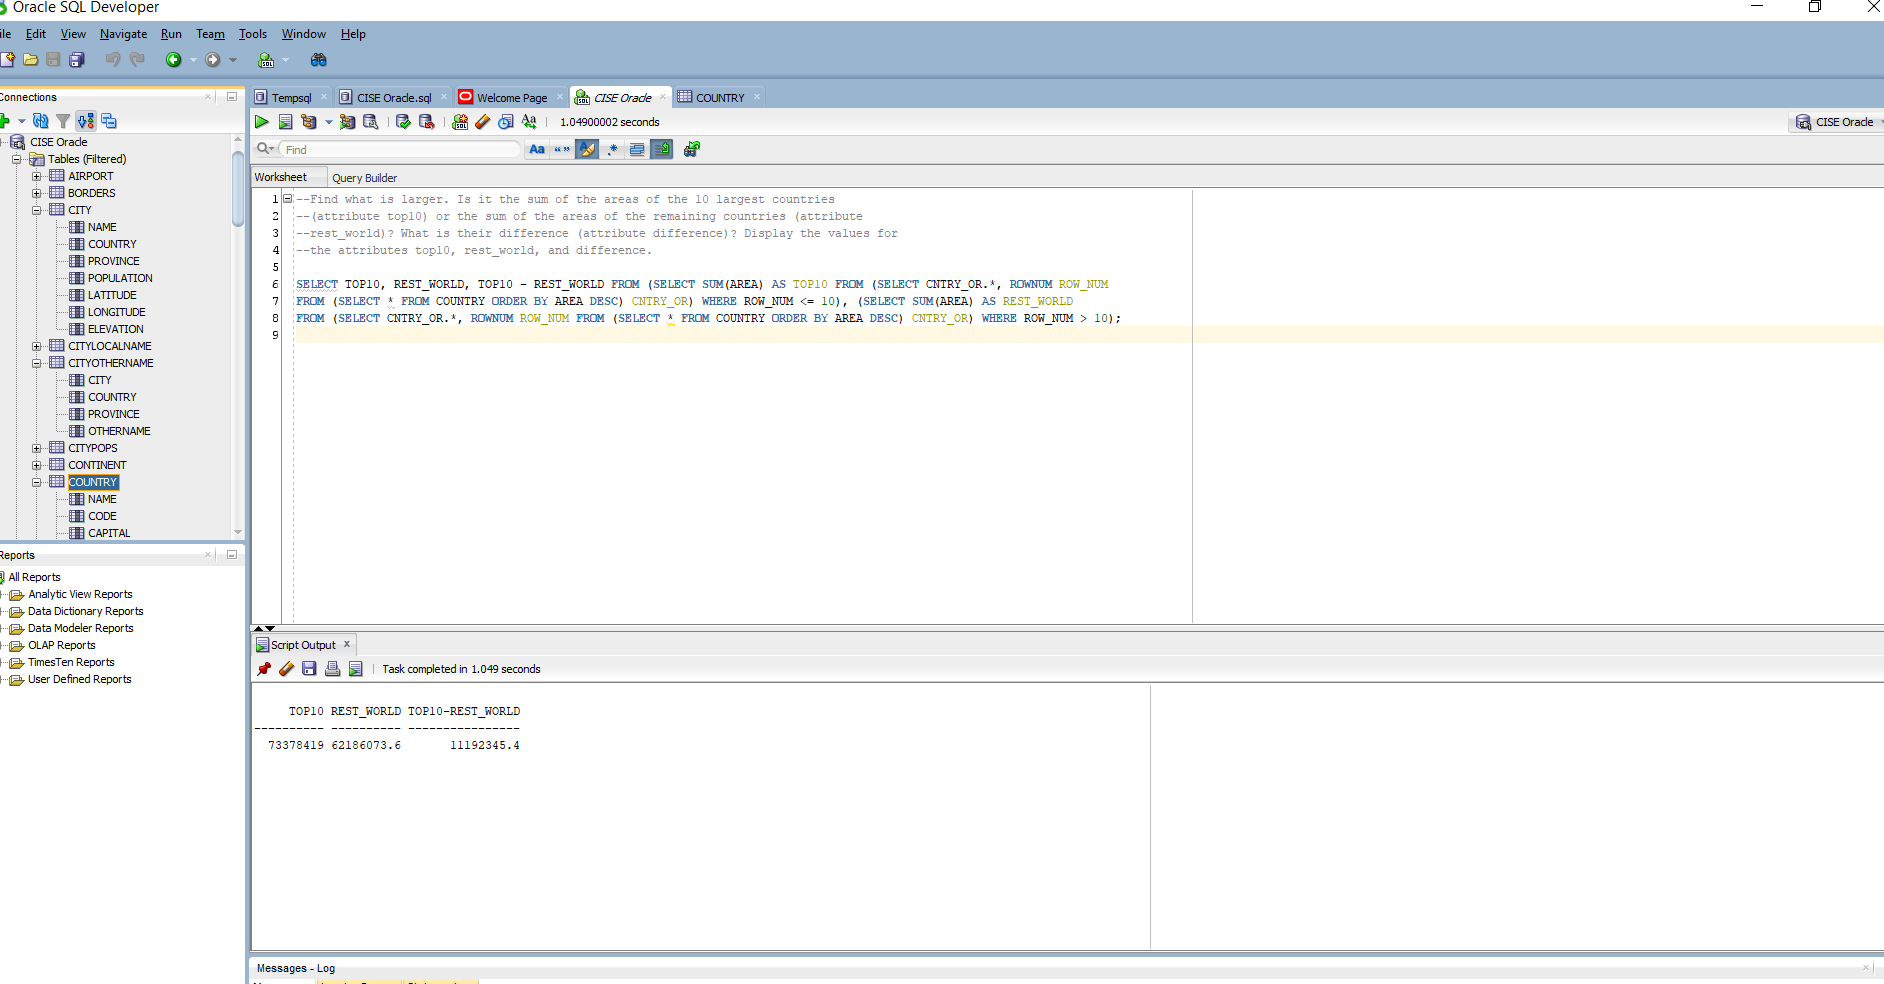 Oracle SQL Developer
Edit View Navigate Run Team Tools Window Help
Connections
CISE Oracle
Tables (Filtered)
AIRPORT
BORDERS
CITY
NAME
COUNTRY
PROVINCE
POPULATION
LATITUDE
LONGITUDE
ELEVATION
CITYLOCALNAME
CITYOTHERNAME
CITY
COUNTRY
PROVINCE
OTHERNAME
CITYPOPS
CONTINENT
COUNTRY
NAME
CODE
CAPITAL
Reports
All Reports
Analytic View Reports
Data Dictionary Reports
Data Modeler Reports
OLAP Reports
TimesTen Reports
User Defined Reports
Tempsql CISE Oracle.sql Welcome Page CISE Oracle COUNTRY
1.04900002 seconds
CISE Oracle
Find
Aa “ ” .*
Worksheet Query Builder
1 --Find what is larger. Is it the sum of the areas of the 10 largest countries
2 --(attribute top10) or the sum of the areas of the remaining countries (attribute
3 --rest_world)? What is their difference (attribute difference)? Display the values for
4 --the attributes top10, rest_world, and difference.
5
6 SELECT TOP10, REST_WORLD, TOP10 - REST_WORLD FROM (SELECT SUM(AREA) AS TOP10 FROM (SELECT CNTRY_OR.*, ROWNUM ROW_NUM
7 FROM (SELECT * FROM COUNTRY ORDER BY AREA DESC) CNTRY_OR) WHERE ROW_NUM <= 10), (SELECT SUM(AREA) AS REST_WORLD
8 FROM (SELECT CNTRY_OR.*, ROWNUM ROW_NUM FROM (SELECT * FROM COUNTRY ORDER BY AREA DESC) CNTRY_OR) WHERE ROW_NUM > 10);
9
Script Output x
Task completed in 1.049 seconds
TOP10 REST_WORLD TOP10-REST_WORLD
---------- ---------- ----------------
73378419 62186073.6 11192345.4
Messages - Log